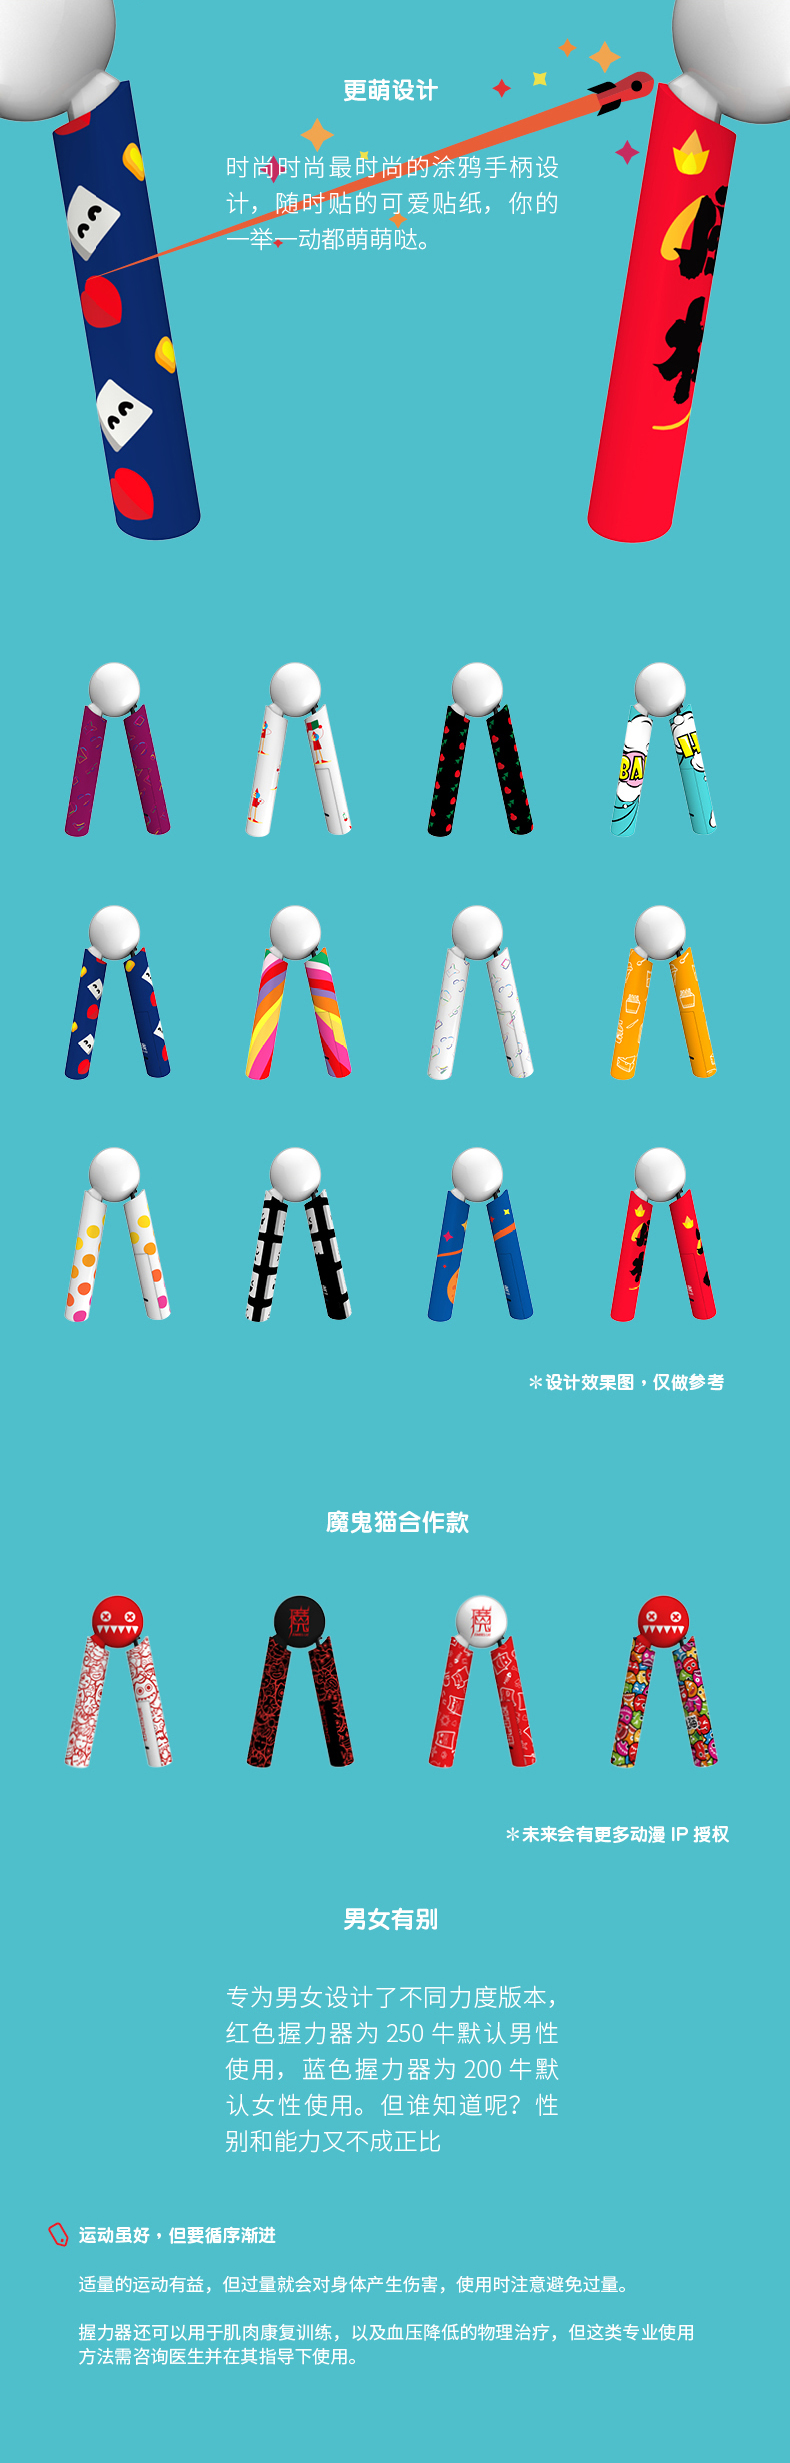 更萌设计
时尚时尚最时尚的涂鸦手柄设
计，随时贴的可爱贴纸，你的
一举一动都萌萌哒。
BA
*设计效果图，仅做参考
魔鬼猫合作款
*未来会有更多动漫 IP 授权
男女有别
专为男女设计了不同力度版本，
红色握力器为 250 牛默认男性
使用，蓝色握力器为 200 牛默
认女性使用。但谁知道呢？性
别和能力又不成正比
运动虽好，但要循序渐进
适量的运动有益，但过量就会对身体产生伤害，使用时注意避免过量。
握力器还可以用于肌肉康复训练，以及血压降低的物理治疗，但这类专业使用
方法需咨询医生并在其指导下使用。